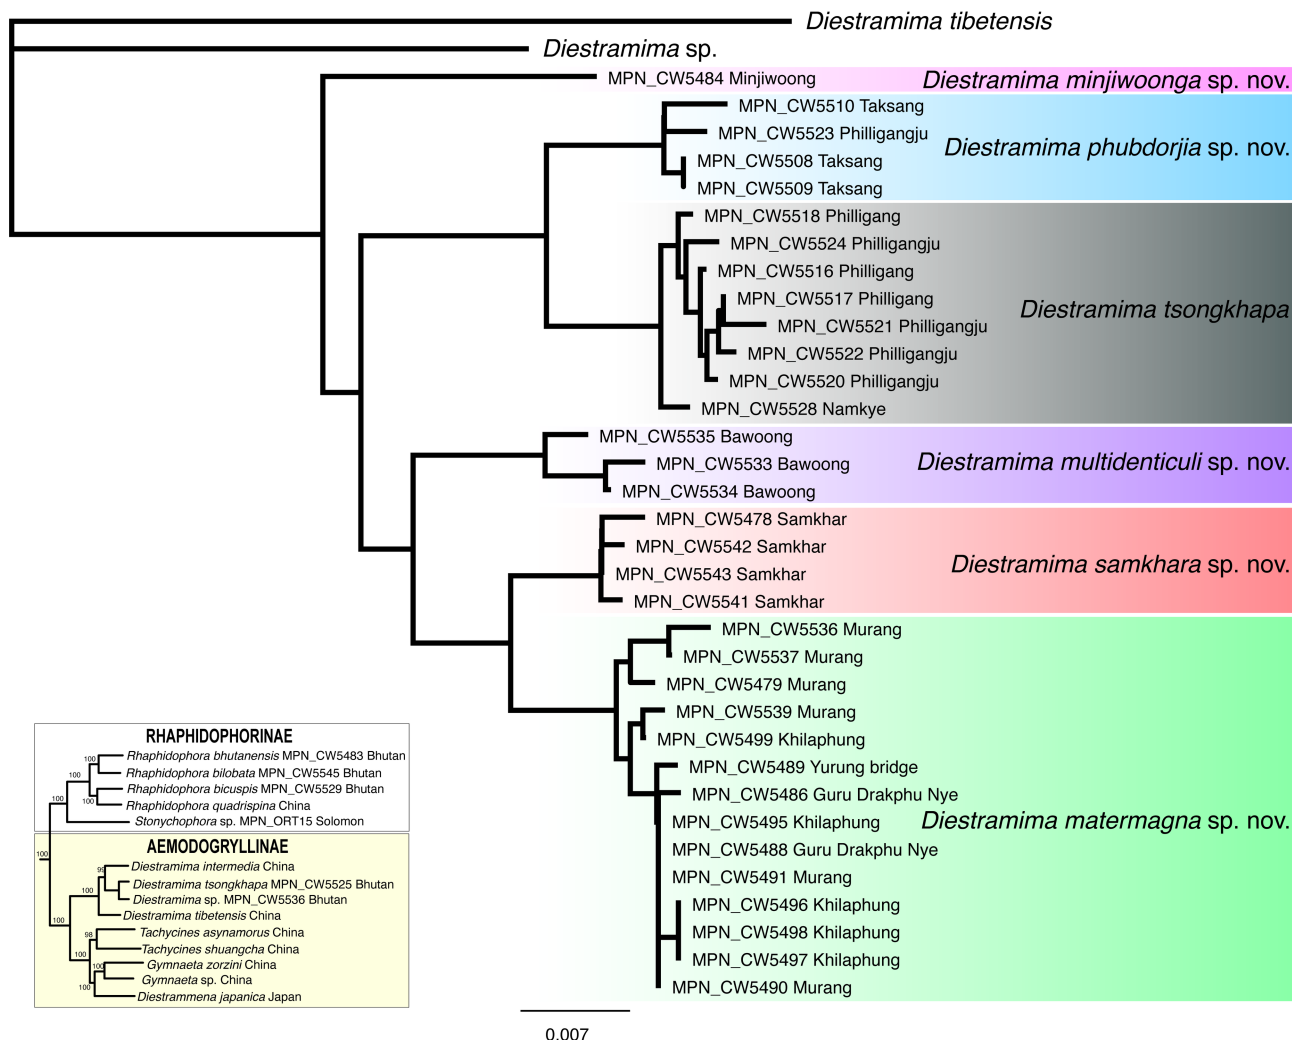 Diestramima tibetensis
Diestramima sp.
MPN_CW5484 Minjiwoong
Diestramima minjiwoonga sp. nov.
MPN_CW5510 Taksang
MPN_CW5523 Philligangju
Diestramima phubdorjia sp. nov.
MPN_CW5508 Taksang
MPN_CW5509 Taksang
MPN_CW5518 Philligang
MPN_CW5524 Philligangju
MPN_CW5516 Philligang
MPN_CW5517 Philligang
Diestramima tsongkhapa
MPN_CW5521 Philligangju
MPN_CW5522 Philligangju
MPN_CW5520 Philligangju
MPN_CW5528 Namkye
MPN_CW5535 Bawoong
MPN_CW5533 Bawoong
Diestramima multidenticuli sp. nov.
MPN_CW5534 Bawoong
MPN_CW5478 Samkhar
MPN_CW5542 Samkhar
Diestramima samkhara sp. nov.
MPN_CW5543 Samkhar
MPN_CW5541 Samkhar
MPN_CW5536 Murang
MPN_CW5537 Murang
MPN_CW5479 Murang
MPN_CW5539 Murang
MPN_CW5499 Khilaphung
MPN_CW5489 Yurung bridge
MPN_CW5486 Guru Drakphu Nye
MPN_CW5495 Khilaphung
Diestramima matermagna sp. nov.
MPN_CW5488 Guru Drakphu Nye
MPN_CW5491 Murang
MPN_CW5496 Khilaphung
MPN_CW5498 Khilaphung
MPN_CW5497 Khilaphung
MPN_CW5490 Murang
0.007
RHAPHIDOPHORINAE
100
Rhaphidophora bhutanensis MPN_CW5483 Bhutan
100
Rhaphidophora bilobata MPN_CW5545 Bhutan
Rhaphidophora bicuspis MPN_CW5529 Bhutan
100
100
Rhaphidophora quadrispina China
Stonychophora sp. MPN_ORT15 Solomon
AEMODOGRYLLINAE
100
Diestramima intermedia China
99
Diestramima tsongkhapa MPN_CW5525 Bhutan
100
Diestramima sp. MPN_CW5536 Bhutan
Diestramima tibetensis China
100
Tachycines asynamorus China
98
Tachycines shuangcha China
100
Gymnaeta zorzini China
100
Gymnaeta sp. China
100
Diestrammena japanica Japan